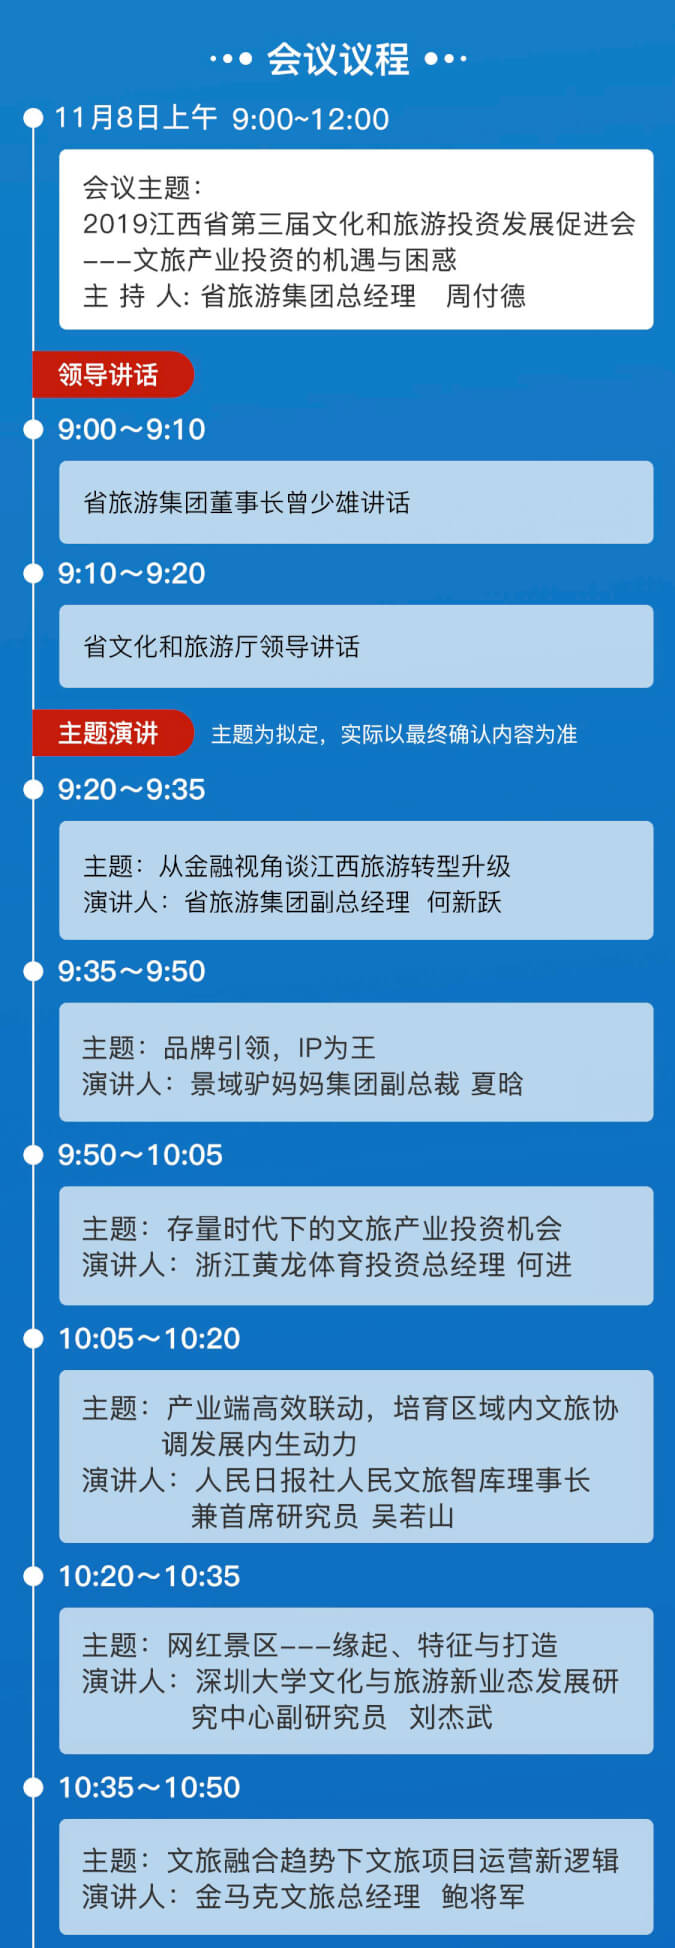 会议议程
11月8日上午 9:00~12:00
会议主题：
2019江西省第三届文化和旅游投资发展促进会
---文旅产业投资的机遇与困惑
主 持 人: 省旅游集团总经理 周付德
领导讲话
9:00～9:10
省旅游集团董事长曾少雄讲话
9:10～9:20
省文化和旅游厅领导讲话
主题演讲 主题为拟定，实际以最终确认内容为准
9:20～9:35
主题：从金融视角谈江西旅游转型升级
演讲人：省旅游集团副总经理 何新跃
9:35～9:50
主题：品牌引领，IP为王
演讲人：景域驴妈妈集团副总裁 夏晗
9:50～10:05
主题：存量时代下的文旅产业投资机会
演讲人：浙江黄龙体育投资总经理 何进
10:05～10:20
主题：产业端高效联动，培育区域内文旅协
调发展内生动力
演讲人：人民日报社人民文旅智库理事长
兼首席研究员 吴若山
10:20～10:35
主题：网红景区---缘起、特征与打造
演讲人：深圳大学文化与旅游新业态发展研
究中心副研究员 刘杰武
10:35～10:50
主题：文旅融合趋势下文旅项目运营新逻辑
演讲人：金马克文旅总经理 鲍将军